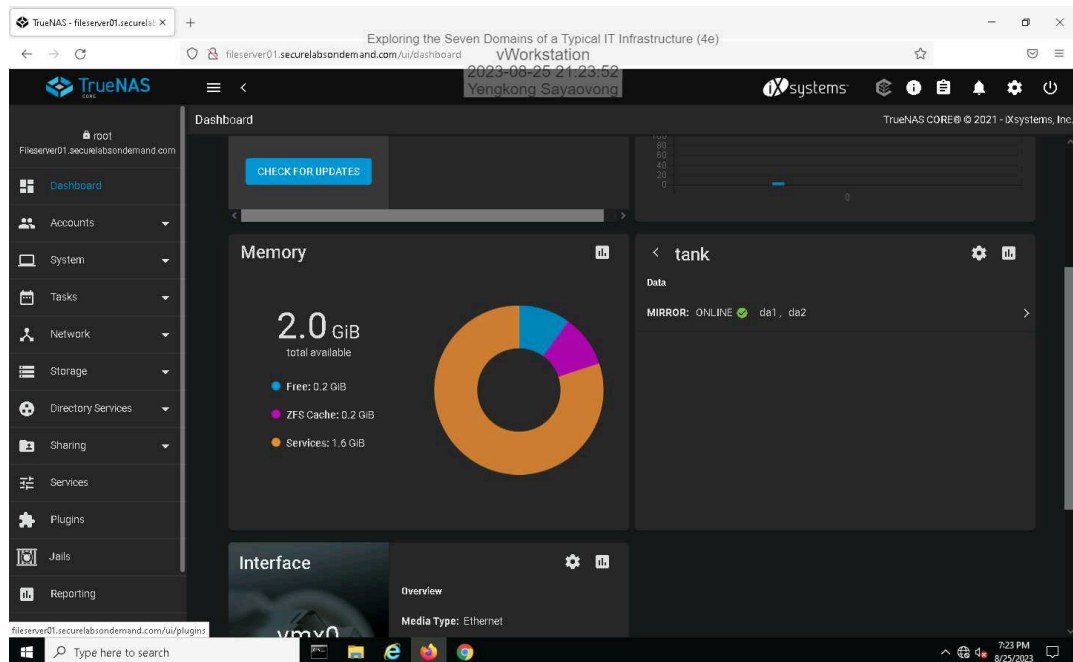 TrueNAS - fileserver01.securelab
Exploring the Seven Domains of a Typical IT Infrastructure (4e)
fileserver01.securelabsondemand.com/ui/dashboard
vWorkstation
2023-08-25 21:23:52
Yengkong Sayaovong
TrueNAS
CORE
iXsystems
root
Fileserver01.securelabsondemand.com
Dashboard
TrueNAS CORE® © 2021 - iXsystems, Inc.
Dashboard
Accounts
System
Tasks
Network
Storage
Directory Services
Sharing
Services
Plugins
Jails
Reporting
CHECK FOR UPDATES
100
80
60
40
20
0
0
Memory
2.0 GiB
total available
Free: 0.2 GiB
ZFS Cache: 0.2 GiB
Services: 1.6 GiB
tank
Data
MIRROR: ONLINE da1, da2
Interface
vmx0
Overview
Media Type: Ethernet
fileserver01.securelabsondemand.com/ui/plugins
Type here to search
7:23 PM
8/25/2023